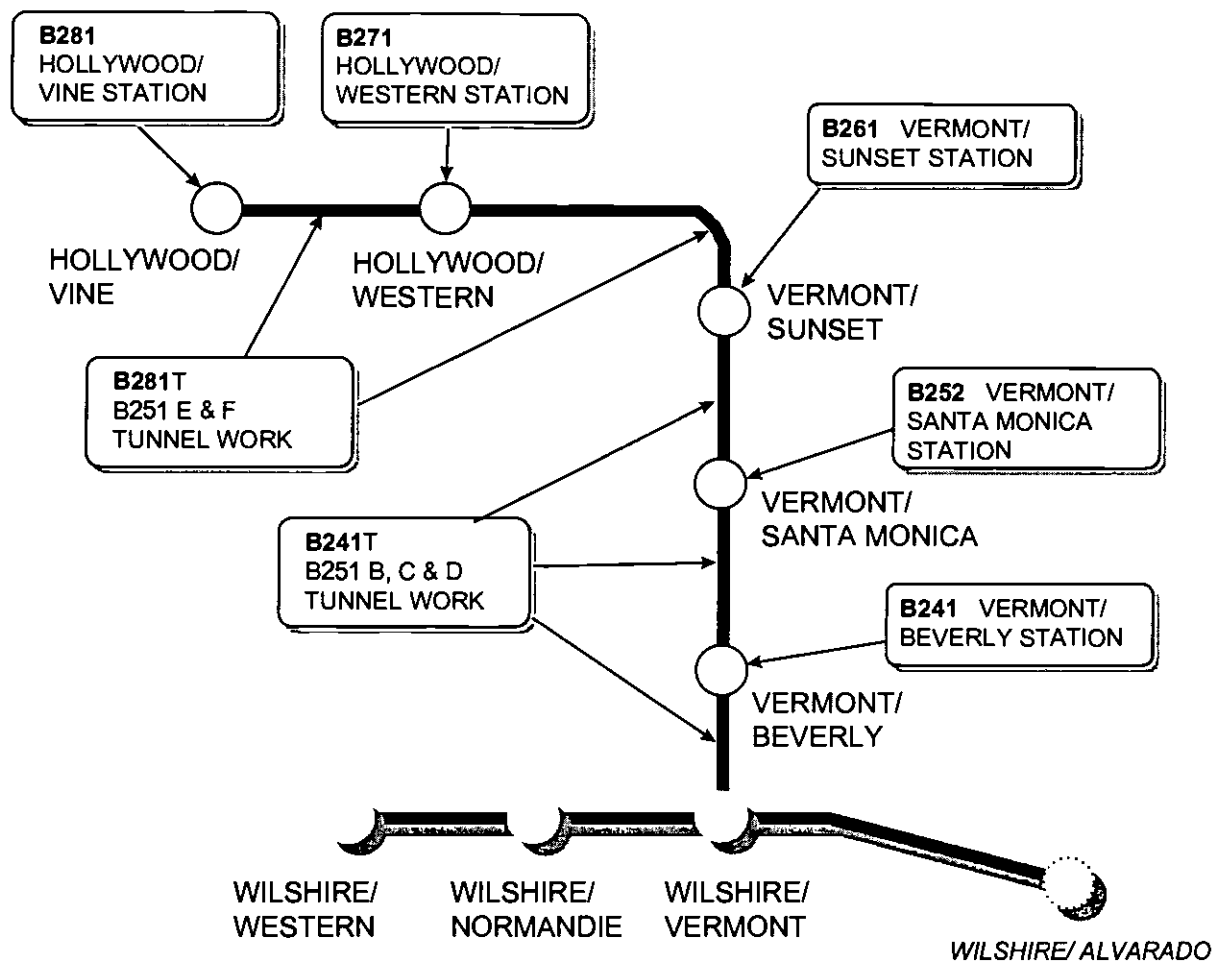 B281
HOLLYWOOD/
VINE STATION
B271
HOLLYWOOD/
WESTERN STATION
B261 VERMONT/
SUNSET STATION
HOLLYWOOD/
VINE
HOLLYWOOD/
WESTERN
VERMONT/
SUNSET
B281T
B251 E & F
TUNNEL WORK
B252 VERMONT/
SANTA MONICA
STATION
VERMONT/
SANTA MONICA
B241T
B251 B, C & D
TUNNEL WORK
B241 VERMONT/
BEVERLY STATION
VERMONT/
BEVERLY
WILSHIRE/
WESTERN
WILSHIRE/
NORMANDIE
WILSHIRE/
VERMONT
WILSHIRE/ ALVARADO